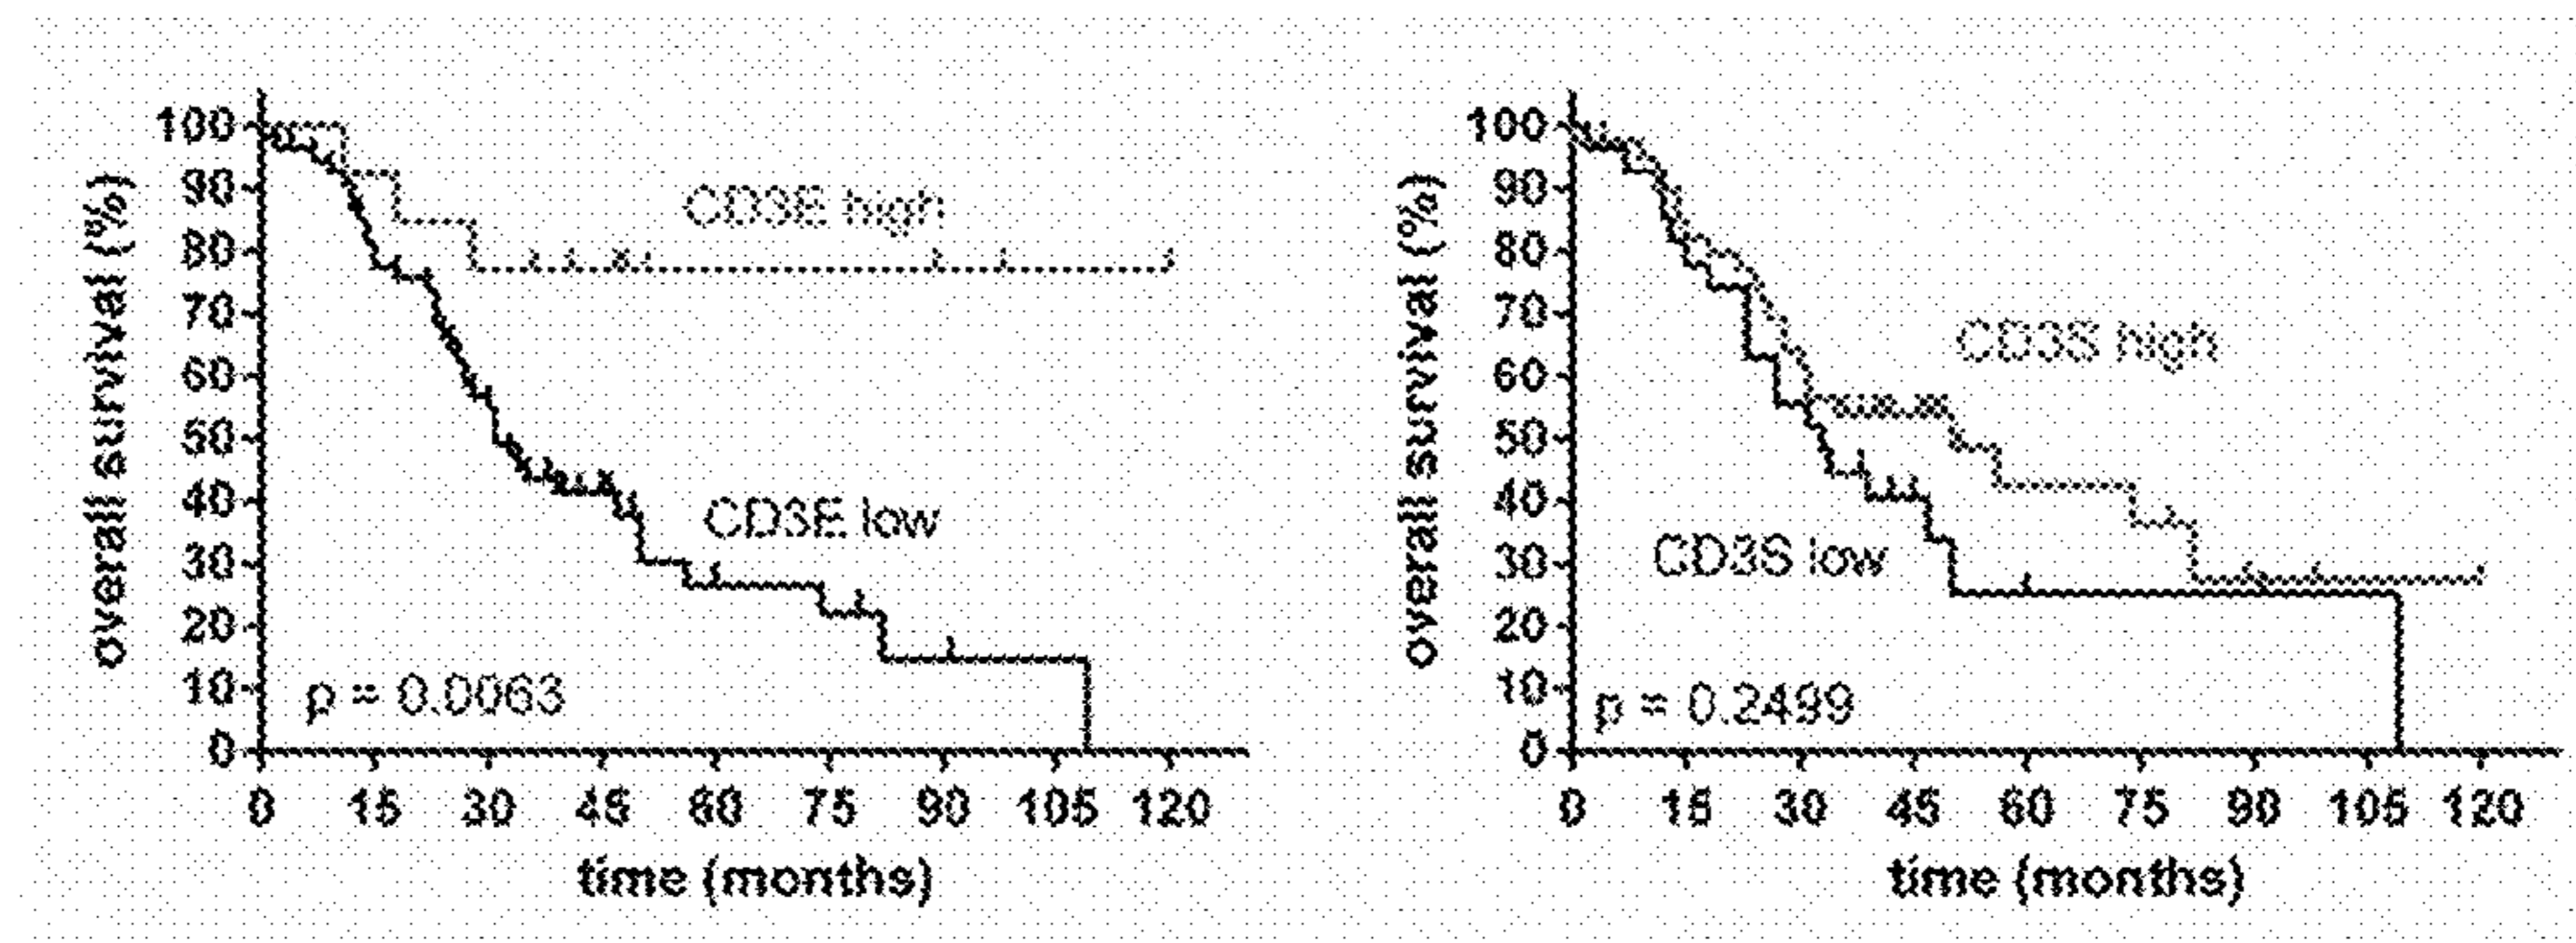 overall survival (%)
100
90
80
70
60
50
40
30
20
10
0
CD3E high
CD3E low
p = 0.0063
0 15 30 45 60 75 90 105 120
time (months)
overall survival (%)
100
90
80
70
60
50
40
30
20
10
0
CD3S high
CD3S low
p = 0.2499
0 15 30 45 60 75 90 105 120
time (months)